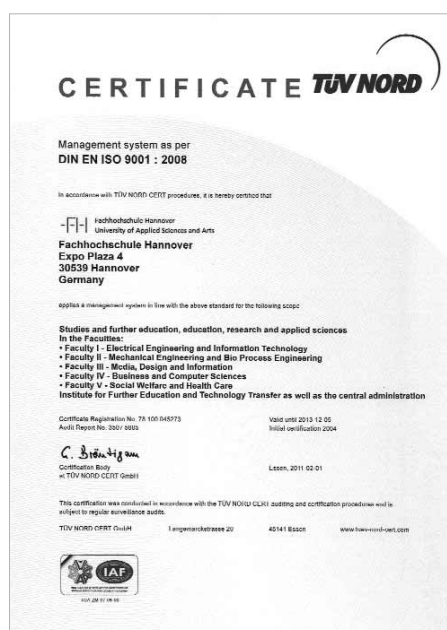 CERTIFICATE TÜV NORD
Management system as per
DIN EN ISO 9001 : 2008
In accordance with TÜV NORD CERT procedures, it is hereby certified that
Fachhochschule Hannover
University of Applied Sciences and Arts
Fachhochschule Hannover
Expo Plaza 4
30539 Hannover
Germany
applies a management system in line with the above standard for the following scope
Studies and further education, education, research and applied sciences
In the Faculties:
• Faculty I - Electrical Engineering and Information Technology
• Faculty II - Mechanical Engineering and Bio Process Engineering
• Faculty III - Media, Design and Information
• Faculty IV - Business and Computer Sciences
• Faculty V - Social Welfare and Health Care
Institute for Further Education and Technology Transfer as well as the central administration
Certificate Registration No. 78 100 045273
Audit Report No.
Valid until 2013-12-05
Initial certification 2004
Certification Body
at TÜV NORD CERT GmbH
Essen, 2011-02-01
This certification was conducted in accordance with the TÜV NORD CERT auditing and certification procedures and is
subject to regular surveillance audits.
TÜV NORD CERT GmbH Langemarckstrasse 20 45141 Essen www.tuev-nord-cert.com
IAF